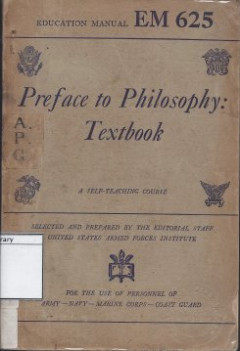 EDUCATION MANUAL EM 625
Preface to Philosophy:
Textbook
A.
P.
G.
A SELF-TEACHING COURSE
SELECTED AND PREPARED BY THE EDITORIAL STAFF
UNITED STATES ARMED FORCES INSTITUTE
rary
FOR THE USE OF PERSONNEL OF
ARMY—NAVY—MARINE CORPS—COAST GUARD